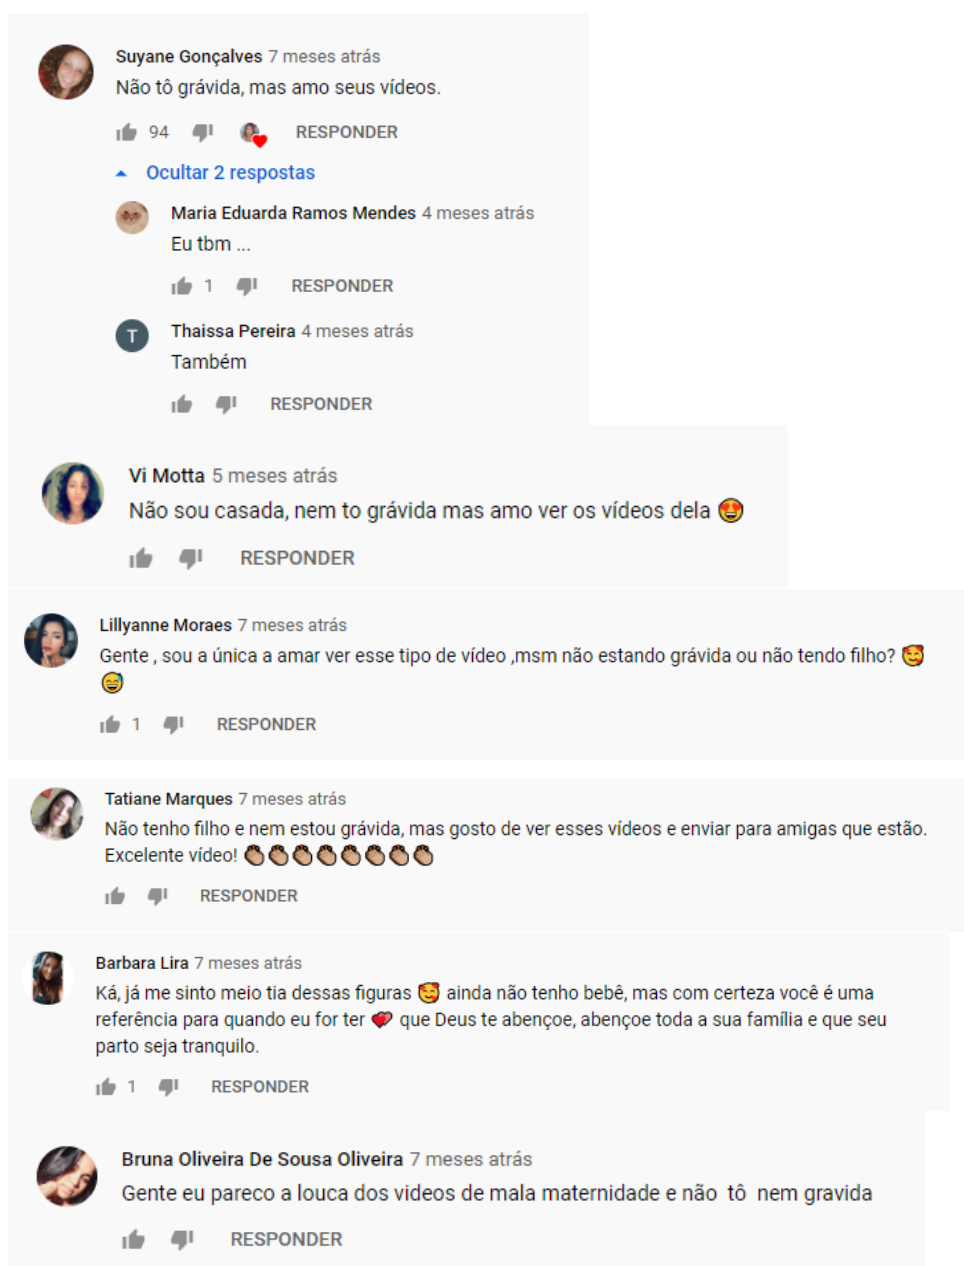 Suyane Gonçalves 7 meses atrás
Não tô grávida, mas amo seus vídeos.
94 RESPONDER
Ocultar 2 respostas
Maria Eduarda Ramos Mendes 4 meses atrás
Eu tbm ...
1 RESPONDER
T
Thaissa Pereira 4 meses atrás
Também
RESPONDER
Vi Motta 5 meses atrás
Não sou casada, nem to grávida mas amo ver os vídeos dela 😍
RESPONDER
Lillyanne Moraes 7 meses atrás
Gente , sou a única a amar ver esse tipo de vídeo ,msm não estando grávida ou não tendo filho? 🥰
😅
1 RESPONDER
Tatiane Marques 7 meses atrás
Não tenho filho e nem estou grávida, mas gosto de ver esses vídeos e enviar para amigas que estão.
Excelente vídeo! 👏🏽👏🏽👏🏽👏🏽👏🏽👏🏽👏🏽👏🏽
RESPONDER
Barbara Lira 7 meses atrás
Ká, já me sinto meio tia dessas figuras 🥰 ainda não tenho bebê, mas com certeza você é uma
referência para quando eu for ter 💕 que Deus te abençoe, abençoe toda a sua família e que seu
parto seja tranquilo.
1 RESPONDER
Bruna Oliveira De Sousa Oliveira 7 meses atrás
Gente eu pareco a louca dos videos de mala maternidade e não tô nem gravida
RESPONDER